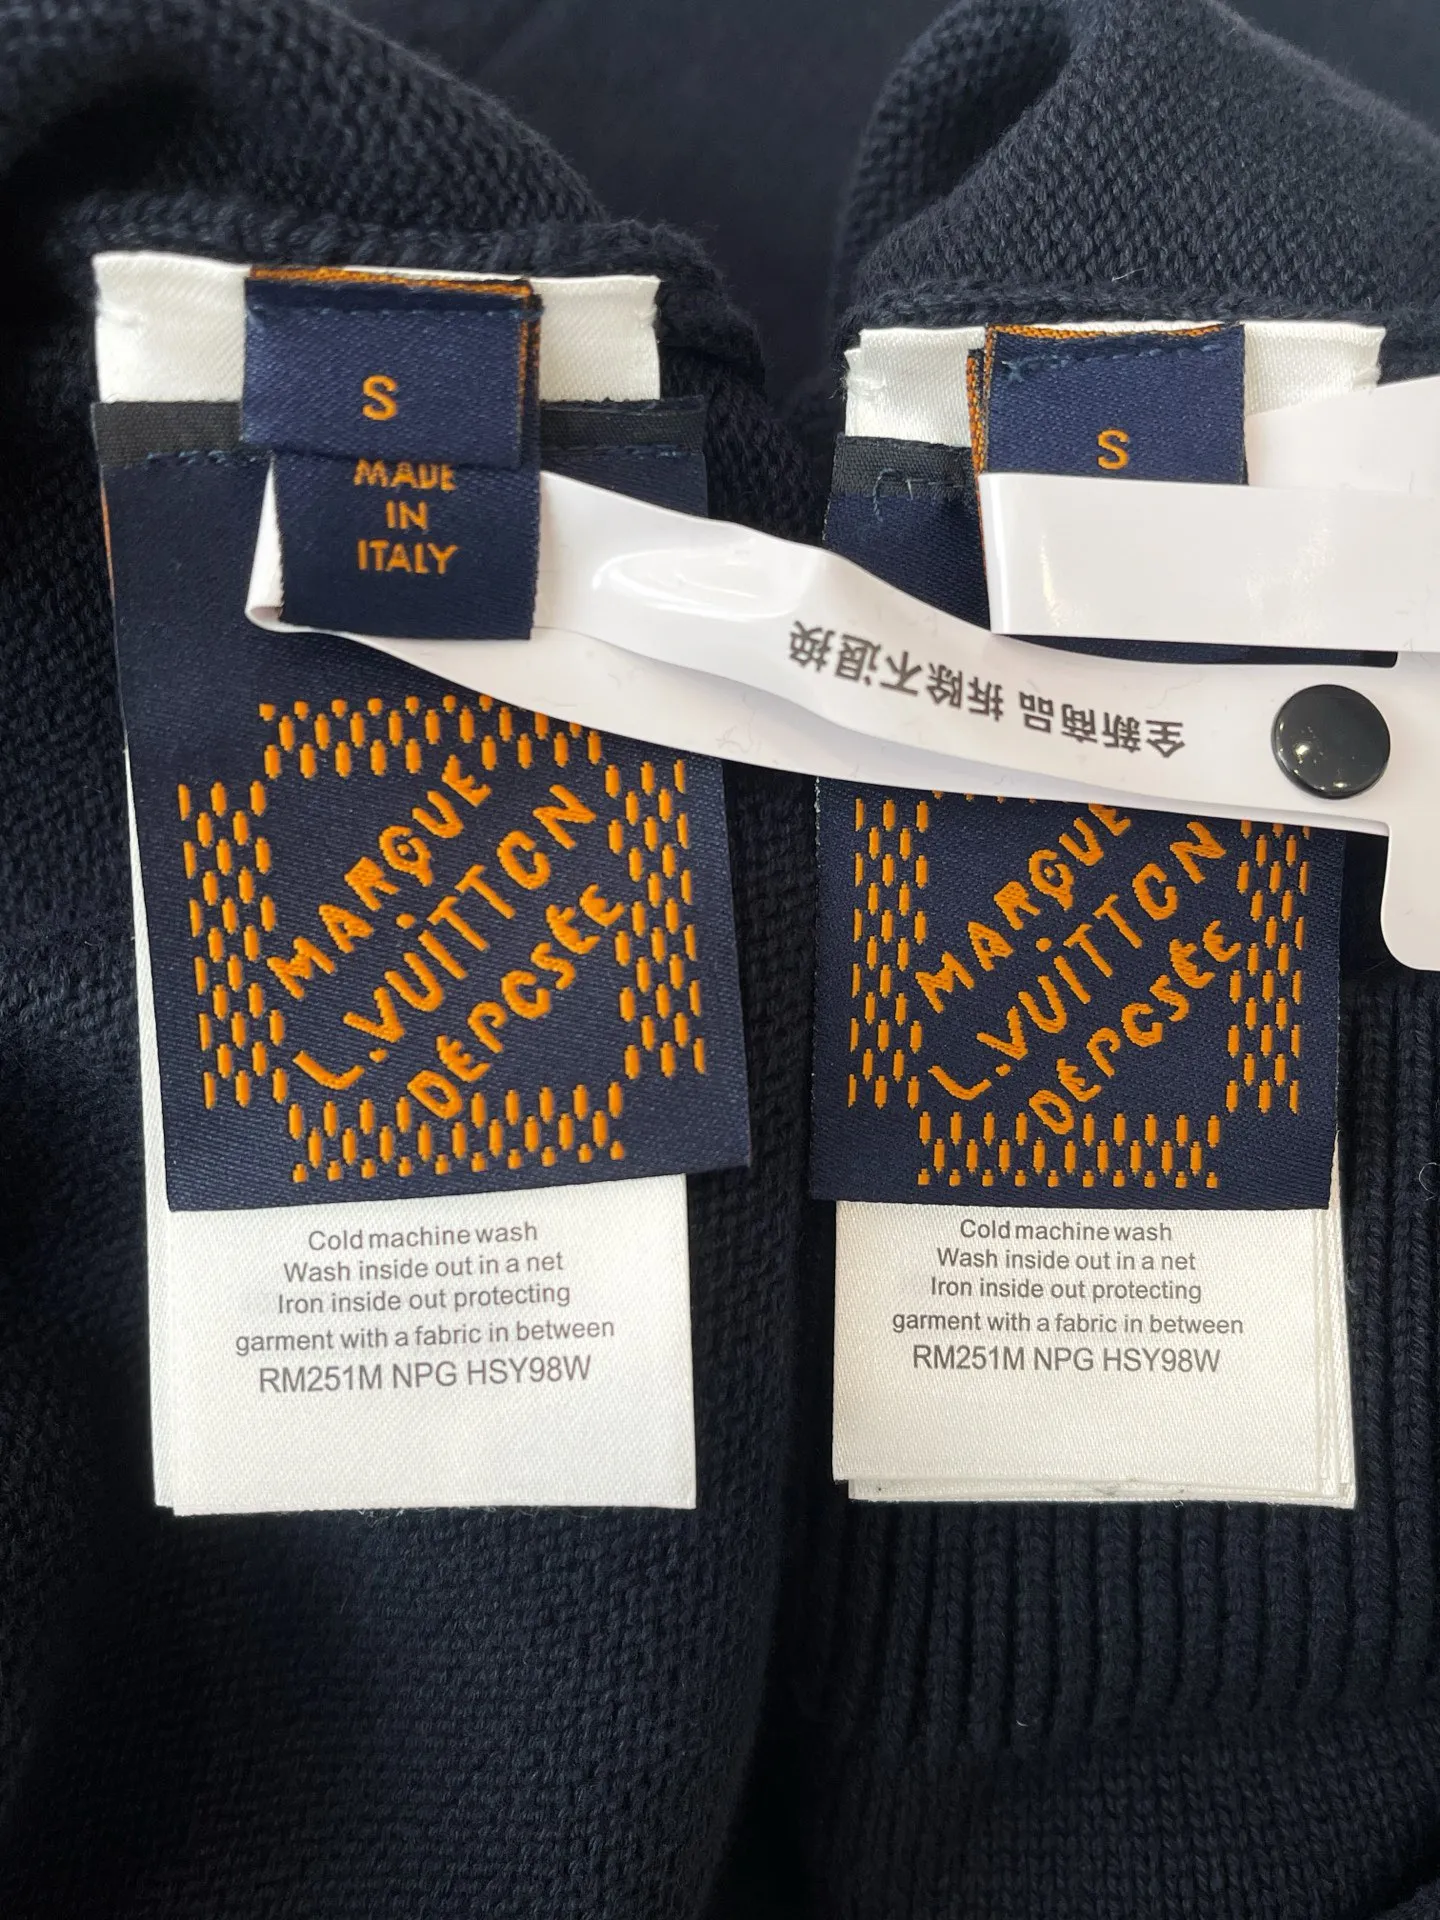 S
MADE
IN
ITALY
MARQUE
L.VUITTON
DÉPOSÉE
Cold machine wash
Wash inside out in a net
Iron inside out protecting
garment with a fabric in between
RM251M NPG HSY98W
S
全新商品 拆除不退换
MARQUE
L.VUITTON
DÉPOSÉE
Cold machine wash
Wash inside out in a net
Iron inside out protecting
garment with a fabric in between
RM251M NPG HSY98W